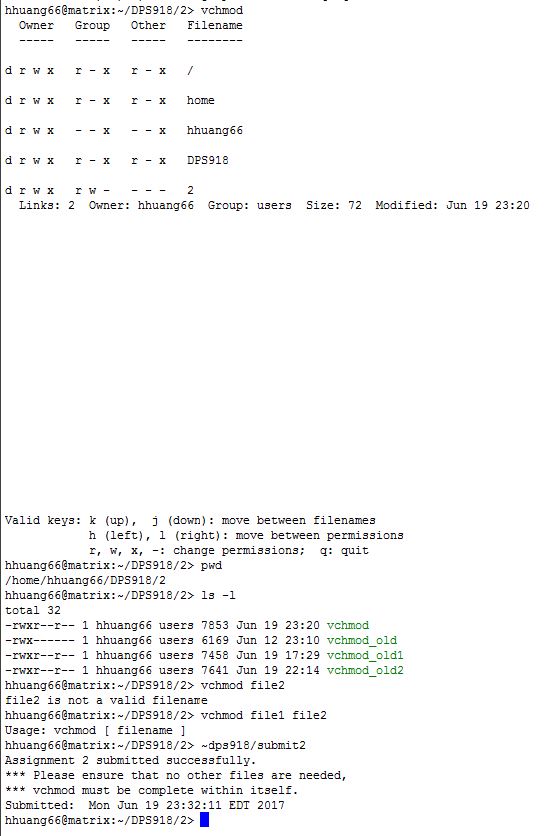 hhuang66@matrix:~/DPS918/2> vchmod
  Owner   Group   Other   Filename
  -----   -----   -----   --------
d r w x   r - x   r - x   /
d r w x   r - x   r - x   home
d r w x   - - x   - - x   hhuang66
d r w x   r - x   r - x   DPS918
d r w x   r w -   - - -   2
  Links: 2  Owner: hhuang66  Group: users  Size: 72  Modified: Jun 19 23:20
Valid keys: k (up),  j (down): move between filenames
            h (left), l (right): move between permissions
            r, w, x, -: change permissions;  q: quit
hhuang66@matrix:~/DPS918/2> pwd
/home/hhuang66/DPS918/2
hhuang66@matrix:~/DPS918/2> ls -l
total 32
-rwxr--r-- 1 hhuang66 users 7853 Jun 19 23:20 vchmod
-rwx------ 1 hhuang66 users 6169 Jun 12 23:10 vchmod_old
-rwxr--r-- 1 hhuang66 users 7458 Jun 19 17:29 vchmod_old1
-rwxr--r-- 1 hhuang66 users 7641 Jun 19 22:14 vchmod_old2
hhuang66@matrix:~/DPS918/2> vchmod file2
file2 is not a valid filename
hhuang66@matrix:~/DPS918/2> vchmod file1 file2
Usage: vchmod [ filename ]
hhuang66@matrix:~/DPS918/2> ~dps918/submit2
Assignment 2 submitted successfully.
*** Please ensure that no other files are needed,
*** vchmod must be complete within itself.
Submitted:  Mon Jun 19 23:32:11 EDT 2017
hhuang66@matrix:~/DPS918/2>